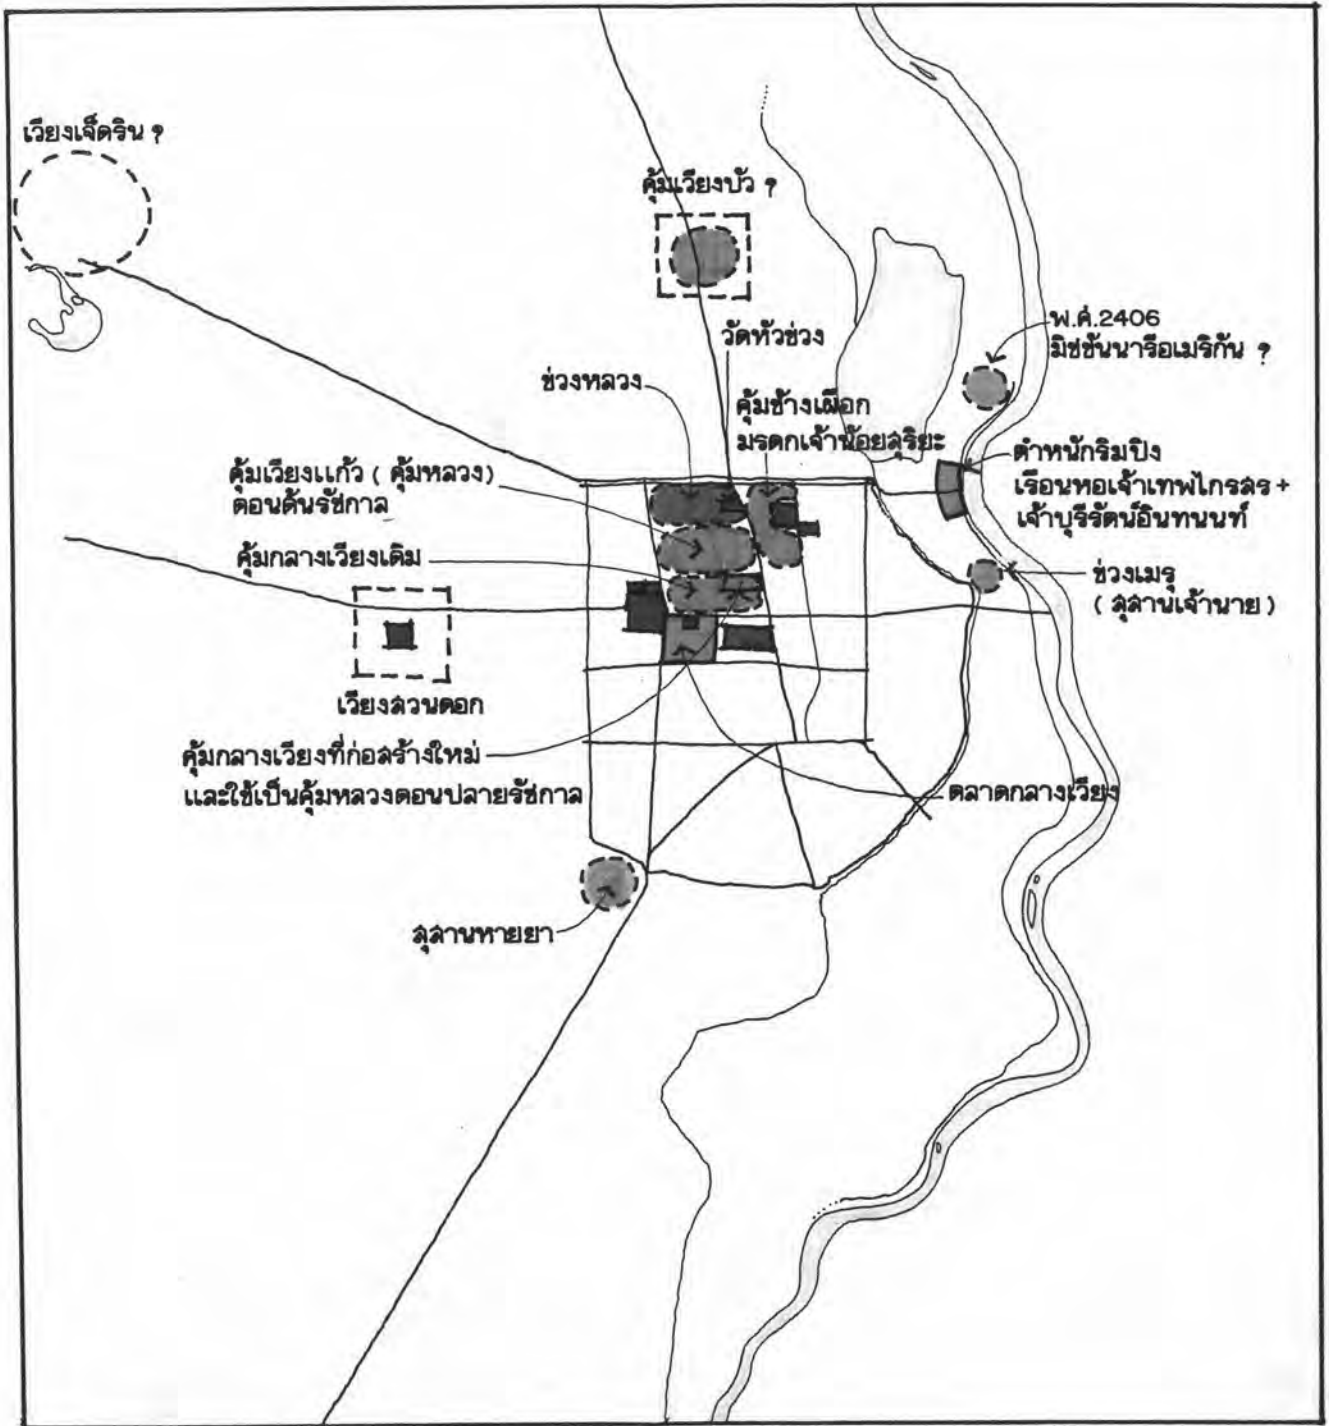 เวียงเจ็ดริน ?
คุ้มเวียงบัว ?
พ.ศ.2406
มิชชันนารีอเมริกัน ?
วัดหัวข่วง
ข่วงหลวง
คุ้มช้างเผือก
มรดกเจ้าน้อยสุริยะ
ตำหนักริมปิง
เรือนหอเจ้าเทพไกรสร +
เจ้าบุรีรัตน์อินทนนท์
คุ้มเวียงแก้ว ( คุ้มหลวง)
ตอนต้นรัชกาล
คุ้มกลางเวียงเดิม
ข่วงเมรุ
( สุสานเจ้านาย )
เวียงสวนดอก
คุ้มกลางเวียงที่ก่อสร้างใหม่
และใช้เป็นคุ้มหลวงตอนปลายรัชกาล
ตลาดกลางเวียง
สุสานหายยา